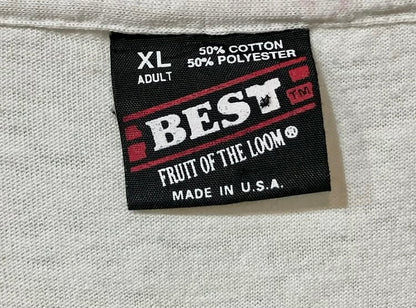 XL
ADULT
50% COTTON
50% POLYESTER
BEST TM
FRUIT OF THE LOOM®
MADE IN U.S.A.